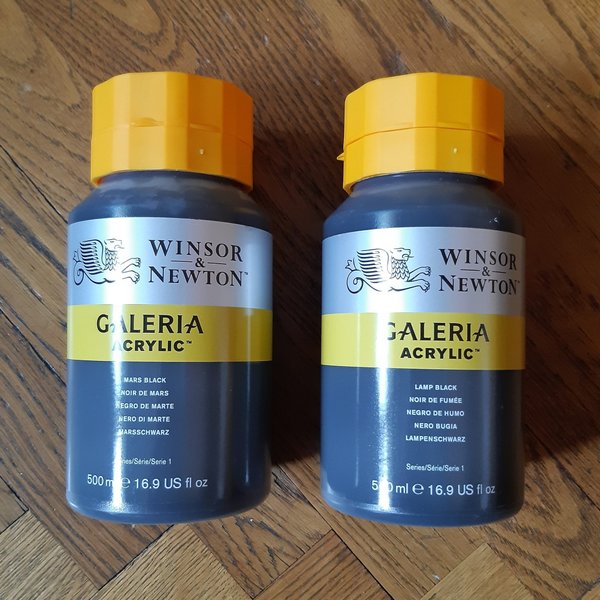 WINSOR
&
NEWTON™
GALERIA
ACRYLIC™
MARS BLACK
NOIR DE MARS
NEGRO DE MARTE
NERO DI MARTE
MARSSCHWARZ
Series/Série/Serie 1
500 ml ℮ 16.9 US fl oz
WINSOR
&
NEWTON™
GALERIA
ACRYLIC™
LAMP BLACK
NOIR DE FUMÉE
NEGRO DE HUMO
NERO BUGIA
LAMPENSCHWARZ
Series/Série/Serie 1
500 ml ℮ 16.9 US fl oz